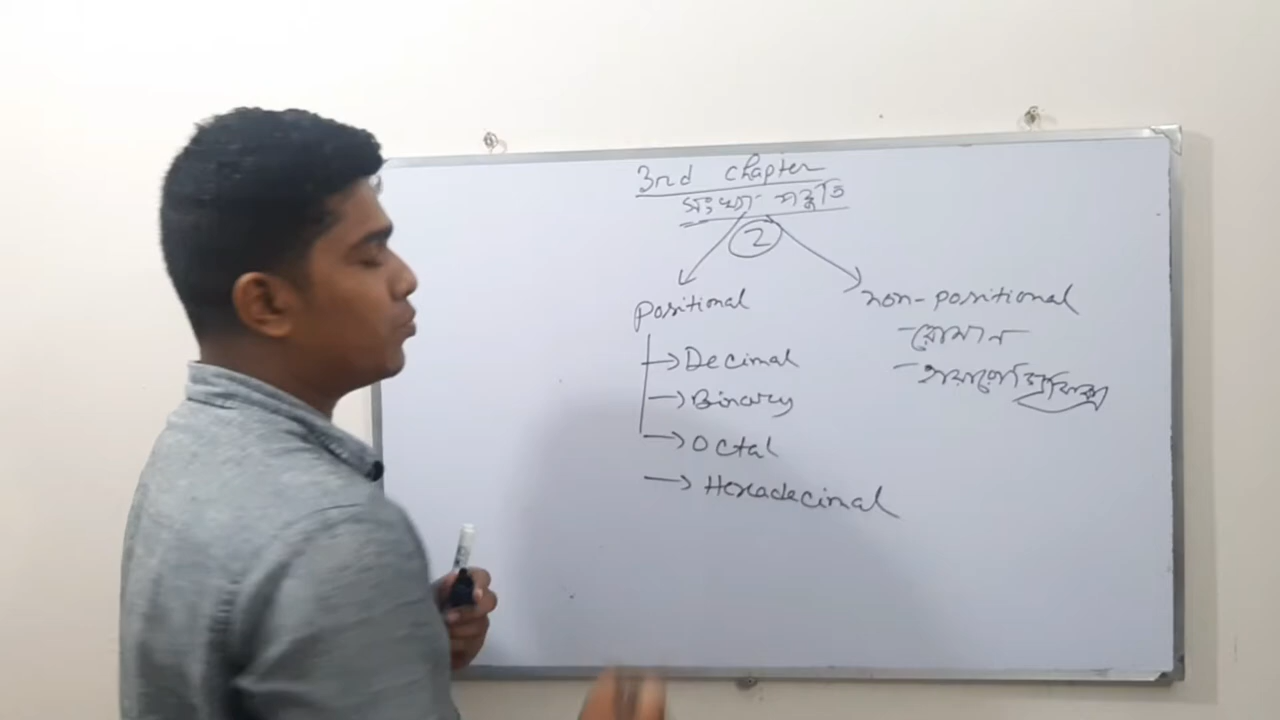 3rd chapter
সংখ্যা পদ্ধতি
2
positional
non-positional
- রোমান
- হায়ারোগ্লিফিক্স
→ Decimal
→ Binary
→ Octal
→ Hexadecimal